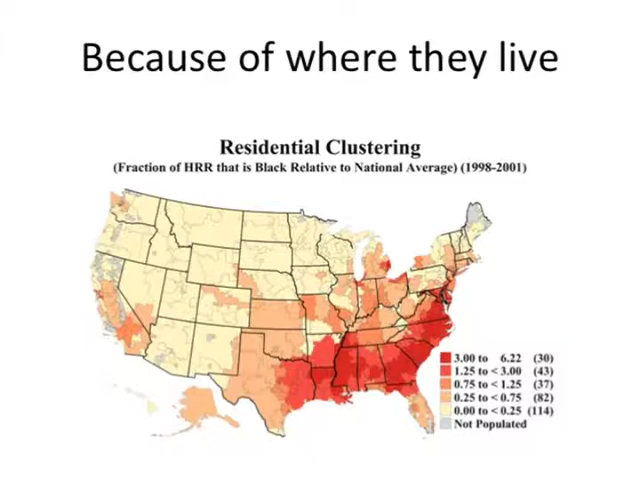 Because of where they live
Residential Clustering
(Fraction of HRR that is Black Relative to National Average) (1998-2001)
3.00 to 6.22 (30)
1.25 to < 3.00 (43)
0.75 to < 1.25 (37)
0.25 to < 0.75 (82)
0.00 to < 0.25 (114)
Not Populated